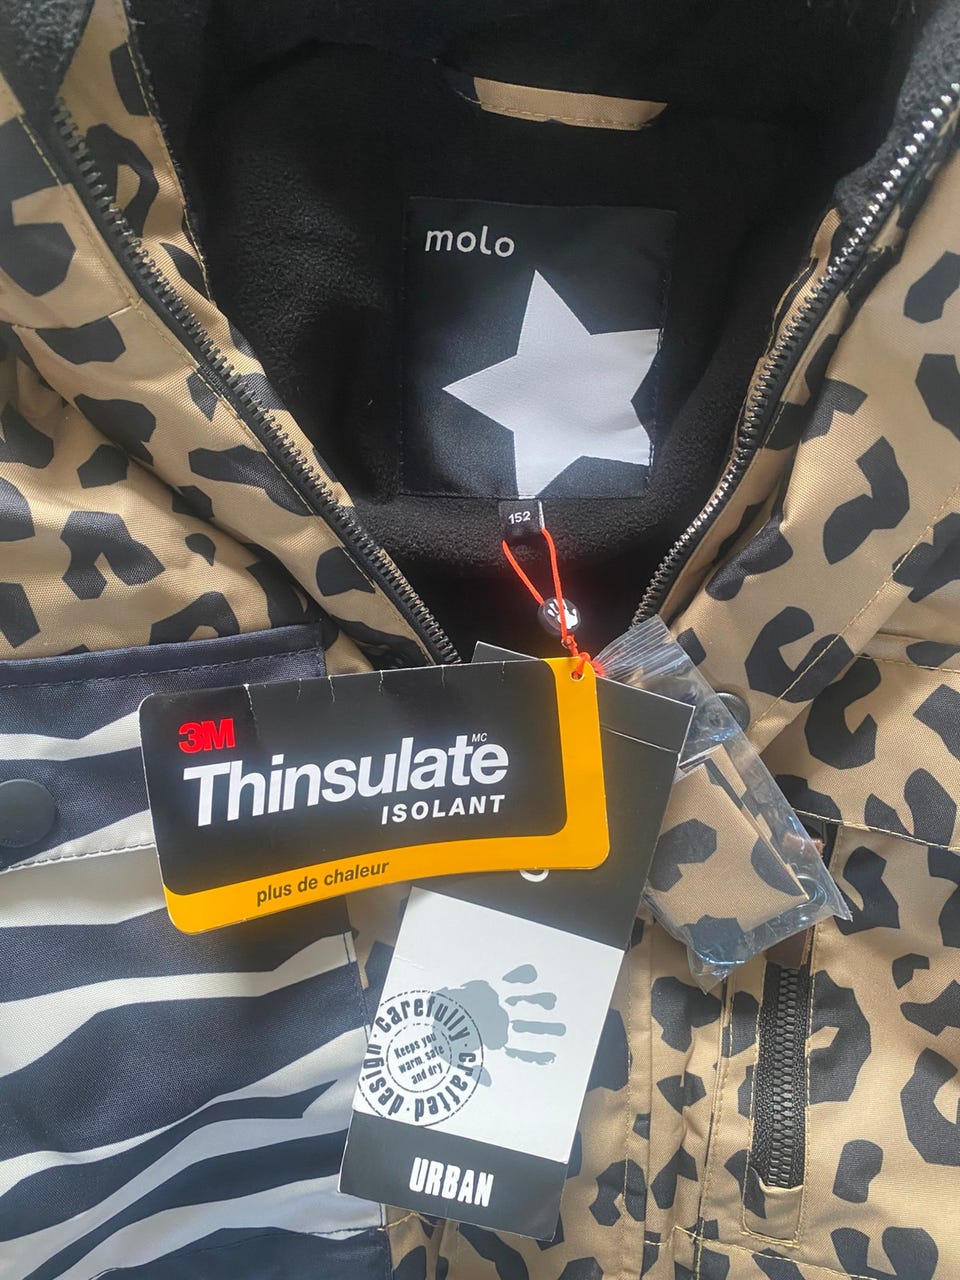 molo
152
3M
Thinsulate MC
ISOLANT
plus de chaleur
carefully crafted design
Keeps you
warm, safe
and dry
URBAN